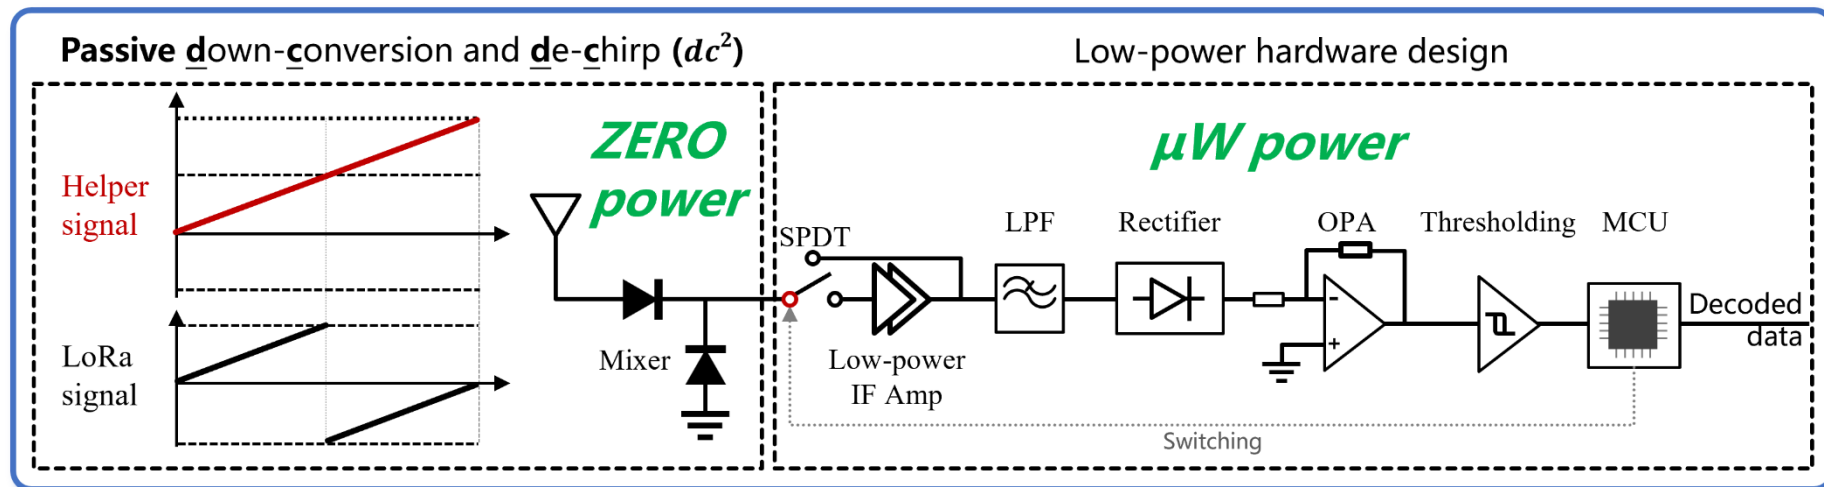 Passive down-conversion and de-chirp (dc²)
Low-power hardware design
ZERO
power
µW power
Helper
signal
LoRa
signal
Mixer
SPDT
Low-power
IF Amp
LPF
Rectifier
OPA
-
+
Thresholding
MCU
Decoded
data
Switching